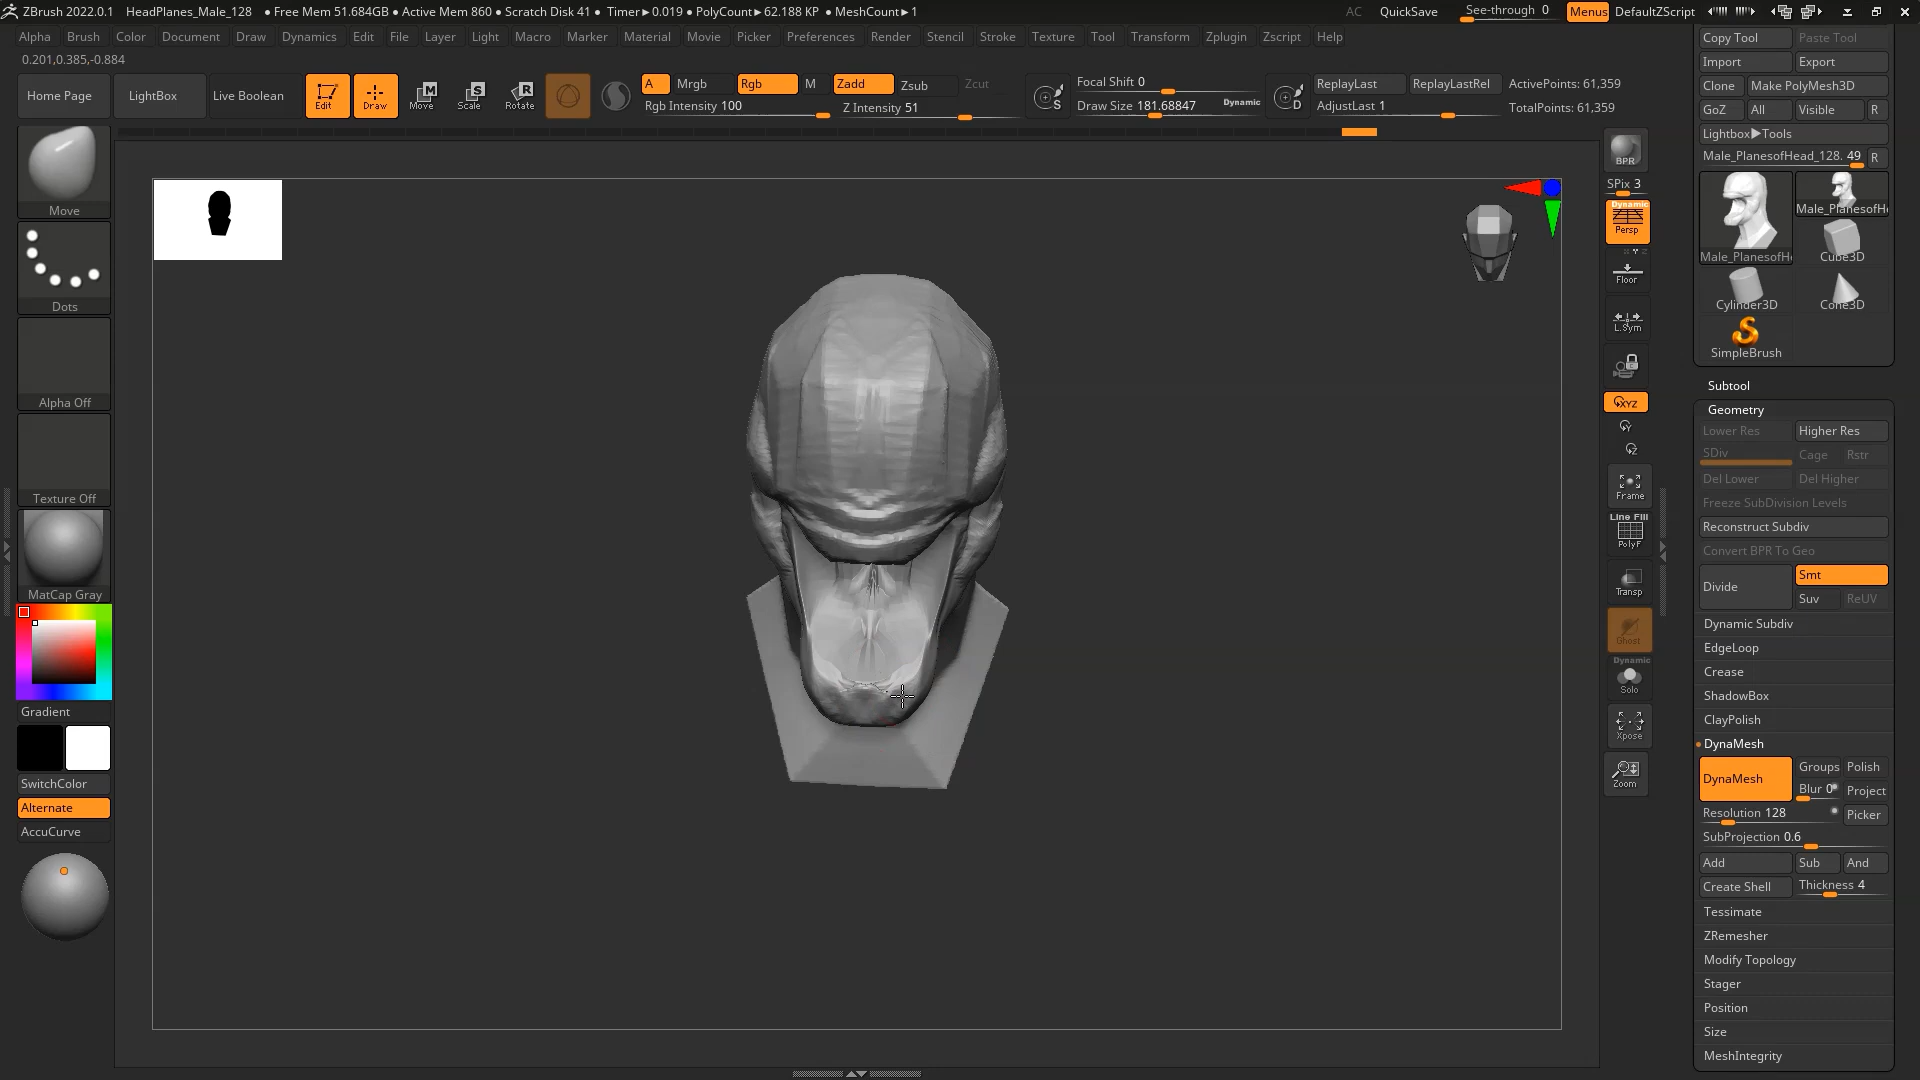 ZBrush 2022.0.1 HeadPlanes_Male_128 • Free Mem 51.684GB • Active Mem 860 • Scratch Disk 41 • Timer▶0.019 • PolyCount▶62.188 KP • MeshCount▶1 AC QuickSave See-through 0 Menus DefaultZScript
Alpha Brush Color Document Draw Dynamics Edit File Layer Light Macro Marker Material Movie Picker Preferences Render Stencil Stroke Texture Tool Transform Zplugin Zscript Help
0.201,0.385,-0.884
Home Page LightBox Live Boolean Edit Draw Move Scale Rotate
A Mrgb Rgb M Zadd Zsub Zcut
Rgb Intensity 100 Z Intensity 51
S Focal Shift 0
Draw Size 181.68847 Dynamic
D ReplayLast ReplayLastRel ActivePoints: 61,359
AdjustLast 1 TotalPoints: 61,359
Move
Dots
Alpha Off
Texture Off
MatCap Gray
Gradient
SwitchColor
Alternate
AccuCurve
BPR
SPix 3
Dynamic
Persp
Floor
L.Sym
XYZ
Y
Z
Frame
Line Fill
PolyF
Transp
Ghost
Dynamic
Solo
Xpose
Zoom
Copy Tool Paste Tool
Import Export
Clone Make PolyMesh3D
GoZ All Visible R
Lightbox▶Tools
Male_PlanesofHead_128. 49 R
Male_PlanesofH
Male_PlanesofH Cube3D
Cylinder3D Cone3D
SimpleBrush
Subtool
Geometry
Lower Res Higher Res
SDiv Cage Rstr
Del Lower Del Higher
Freeze SubDivision Levels
Reconstruct Subdiv
Convert BPR To Geo
Divide Smt
Suv ReUV
Dynamic Subdiv
EdgeLoop
Crease
ShadowBox
ClayPolish
DynaMesh
DynaMesh Groups Polish
Blur 0 Project
Resolution 128 Picker
SubProjection 0.6
Add Sub And
Create Shell Thickness 4
Tessimate
ZRemesher
Modify Topology
Stager
Position
Size
MeshIntegrity